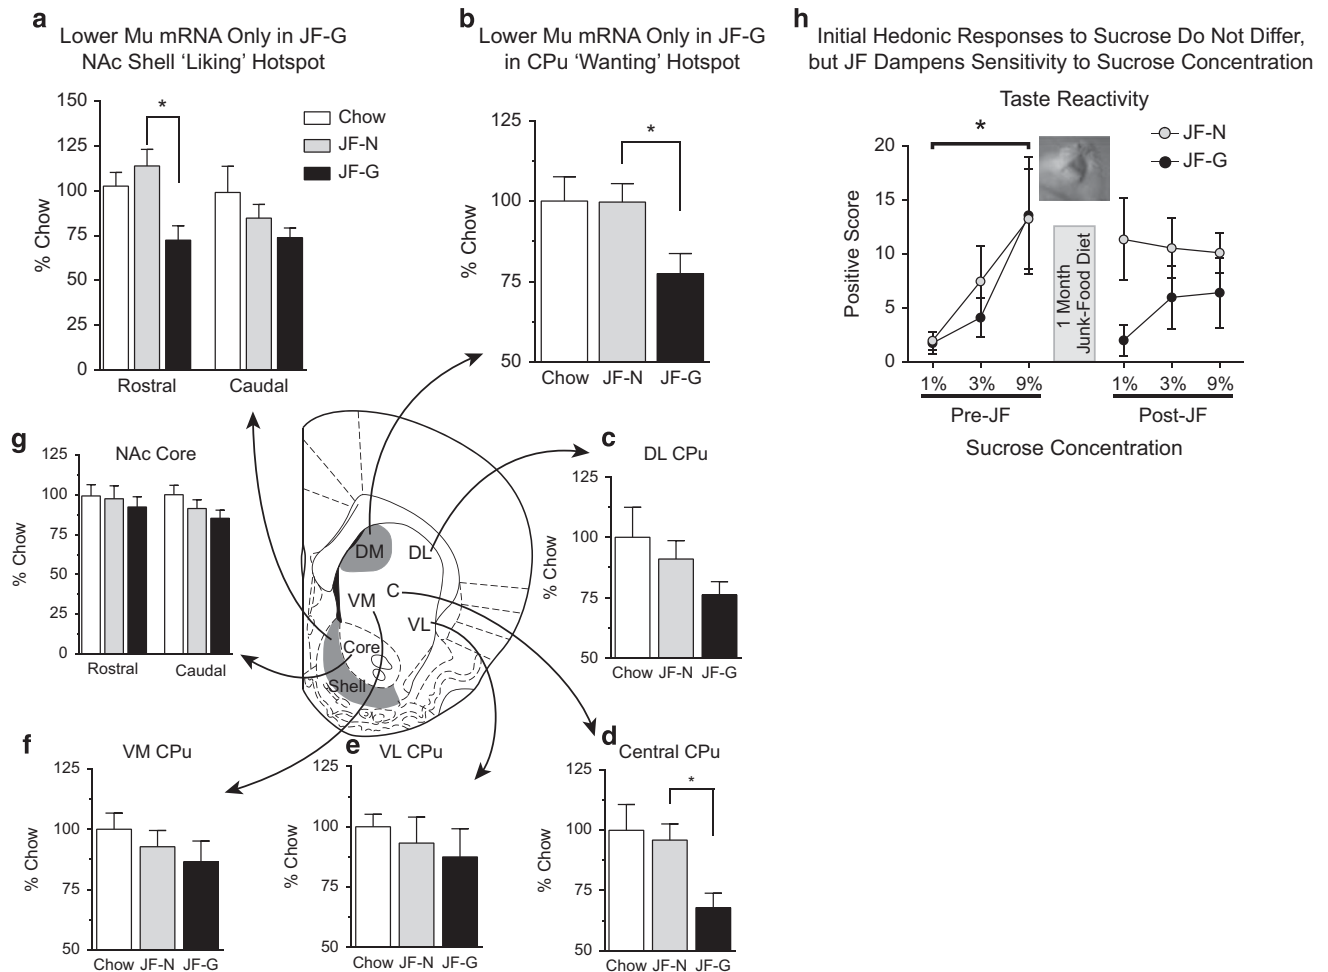 a
Lower Mu mRNA Only in JF-G
NAc Shell ‘Liking’ Hotspot
% Chow
150
125
100
75
50
25
0
*
Chow
JF-N
JF-G
Rostral
Caudal
b
Lower Mu mRNA Only in JF-G
in CPu ‘Wanting’ Hotspot
% Chow
125
100
75
50
*
Chow JF-N JF-G
h
Initial Hedonic Responses to Sucrose Do Not Differ,
but JF Dampens Sensitivity to Sucrose Concentration
Taste Reactivity
Positive Score
20
15
10
5
0
*
JF-N
JF-G
1 Month
Junk-Food Diet
1% 3% 9%
Pre-JF
1% 3% 9%
Post-JF
Sucrose Concentration
g
NAc Core
% Chow
125
100
75
50
25
0
Rostral
Caudal
DM
DL
C
VM
VL
Core
Shell
c
DL CPu
% Chow
125
100
75
50
Chow JF-N JF-G
f
VM CPu
% Chow
125
100
75
50
Chow JF-N JF-G
e
VL CPu
% Chow
125
100
75
50
Chow JF-N JF-G
d
Central CPu
% Chow
125
100
75
50
*
Chow JF-N JF-G